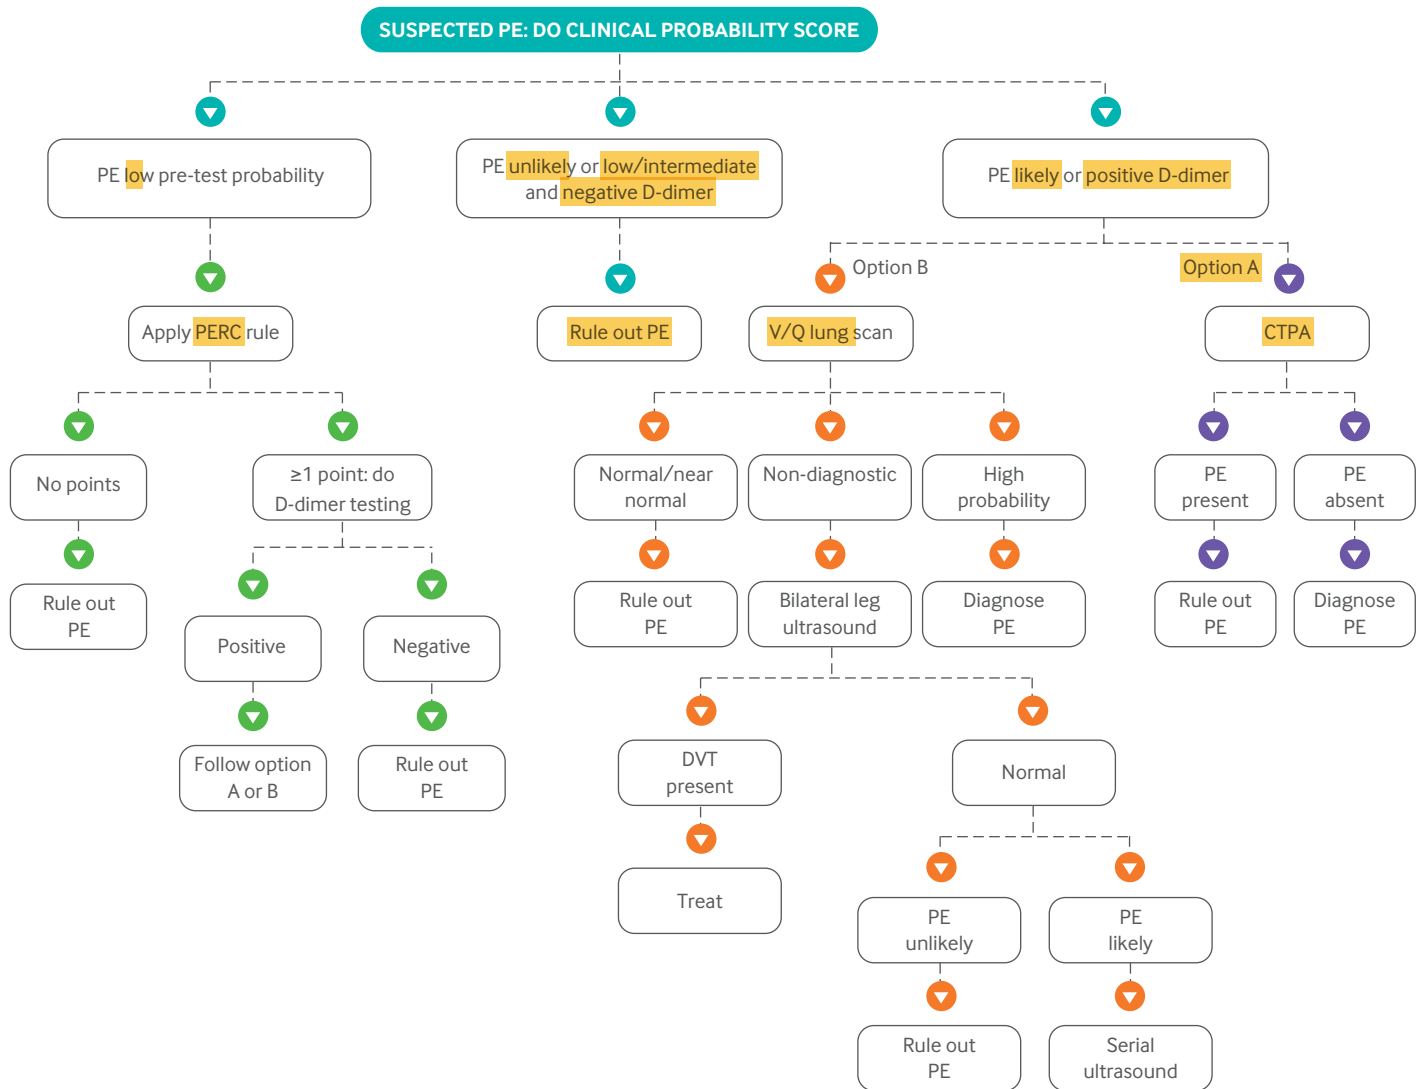 SUSPECTED PE: DO CLINICAL PROBABILITY SCORE
PE low pre-test probability
PE unlikely or low/intermediate
and negative D-dimer
PE likely or positive D-dimer
Option B
Option A
Apply PERC rule
Rule out PE
V/Q lung scan
CTPA
No points
≥1 point: do
D-dimer testing
Normal/near
normal
Non-diagnostic
High
probability
PE
present
PE
absent
Rule out
PE
Positive
Negative
Rule out
PE
Bilateral leg
ultrasound
Diagnose
PE
Rule out
PE
Diagnose
PE
Follow option
A or B
Rule out
PE
DVT
present
Normal
Treat
PE
unlikely
PE
likely
Rule out
PE
Serial
ultrasound